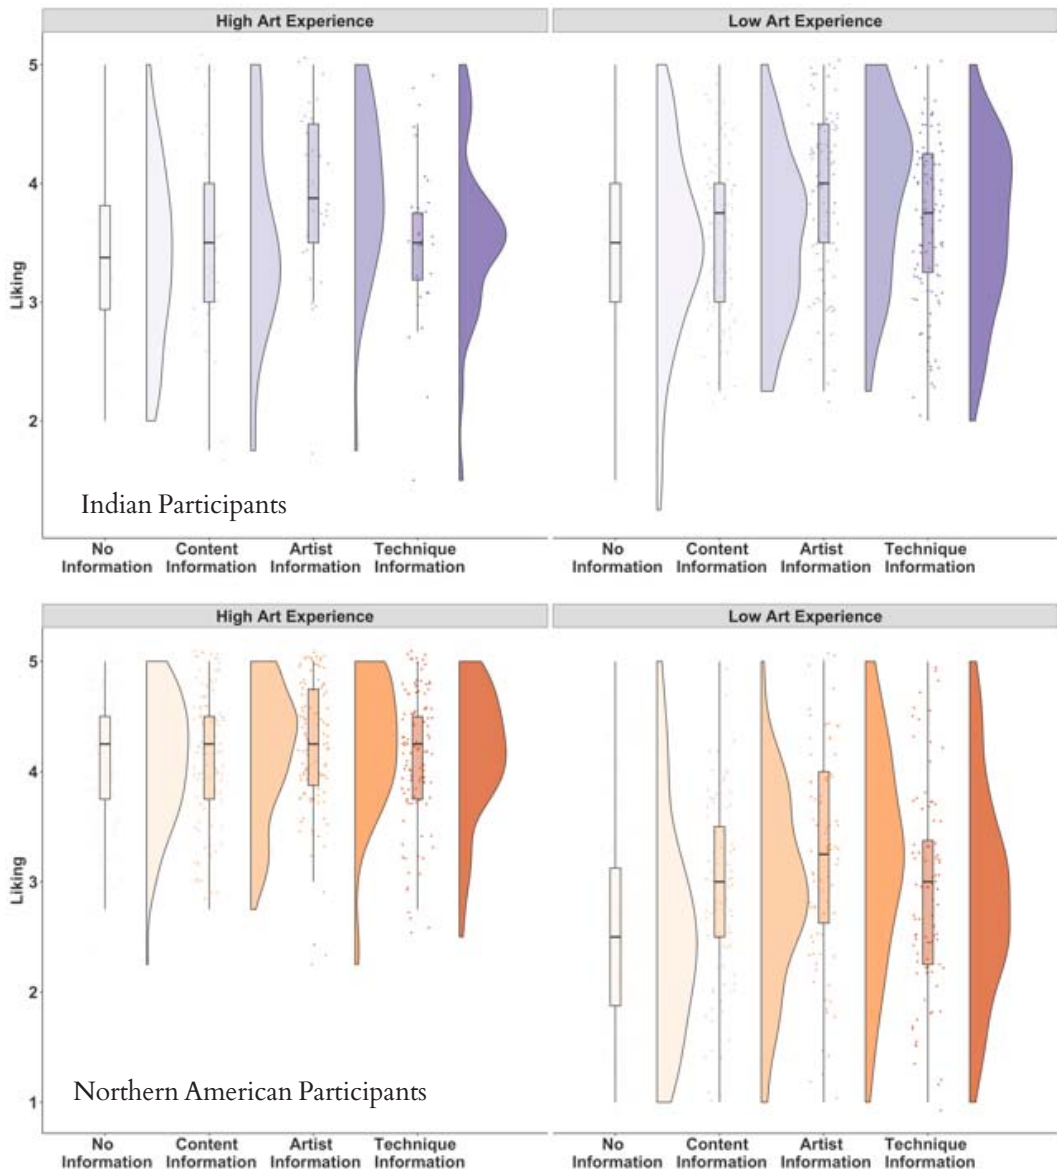 High Art Experience
Low Art Experience
5
4
3
2
Liking
Indian Participants
No Information
Content Information
Artist Information
Technique Information
No Information
Content Information
Artist Information
Technique Information
High Art Experience
Low Art Experience
5
4
3
2
1
Liking
Northern American Participants
No Information
Content Information
Artist Information
Technique Information
No Information
Content Information
Artist Information
Technique Information